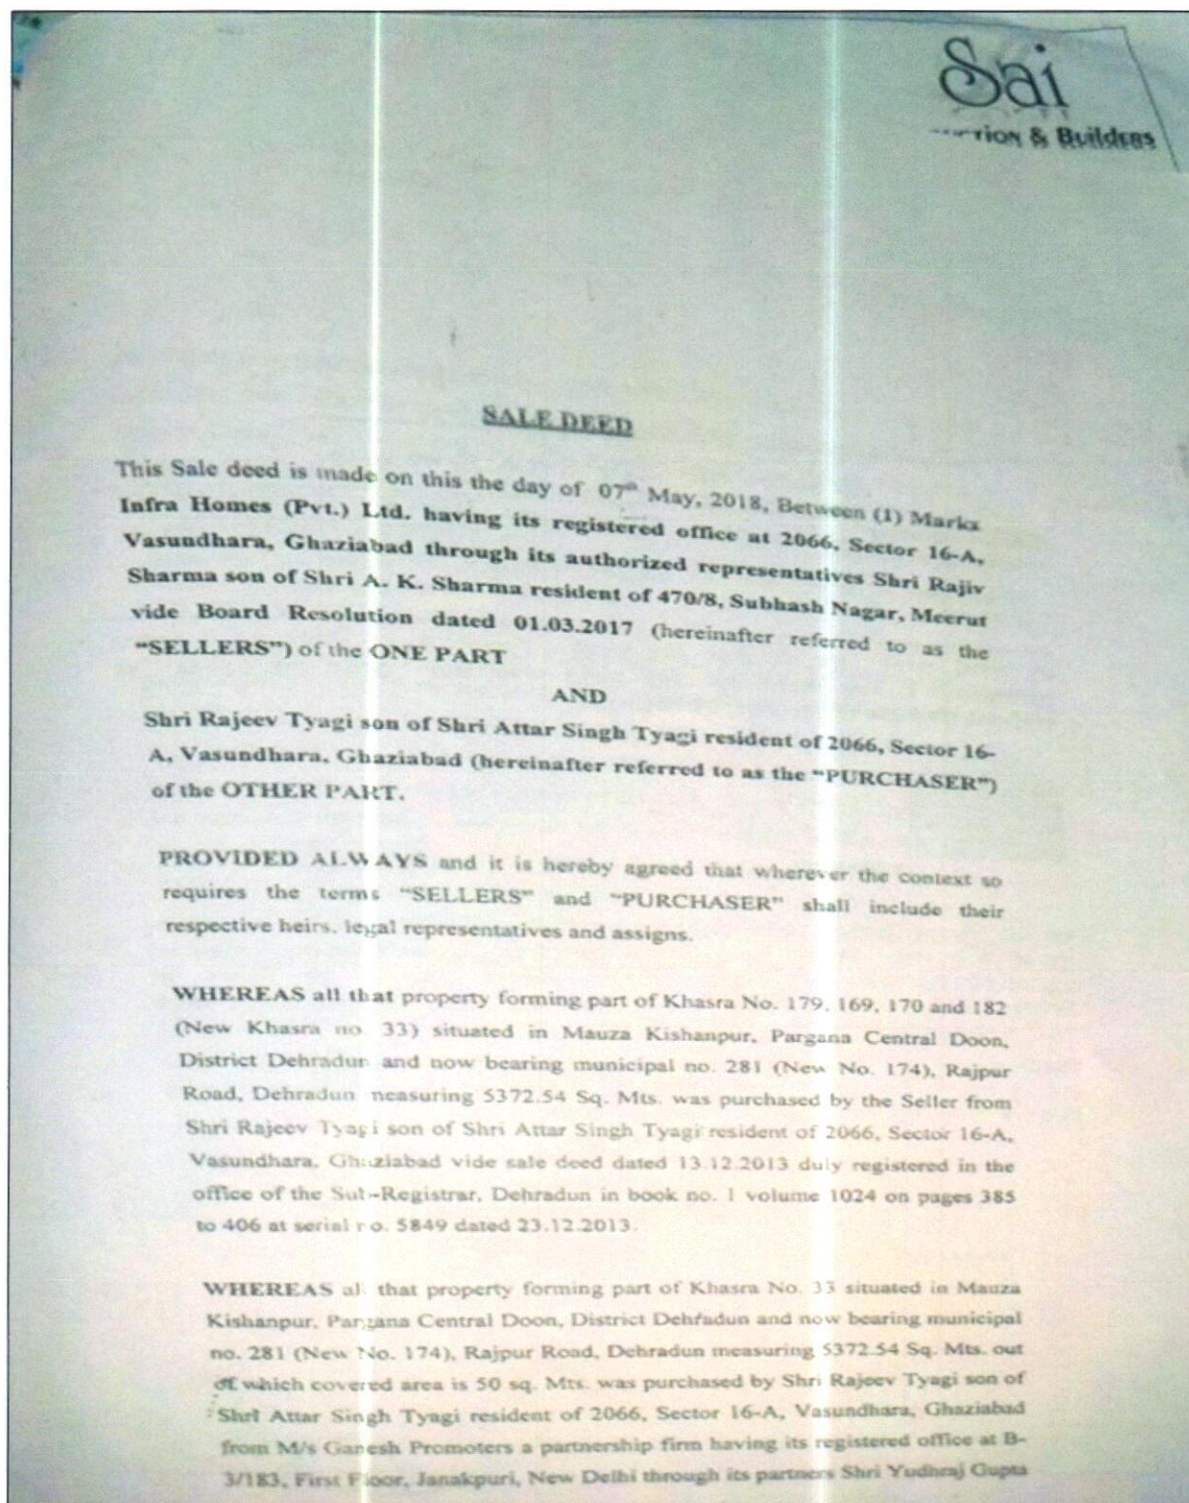 Sai
& Builders
SALE DEED
This Sale deed is made on this the day of 07th May, 2018, Between (1) Marks
Infra Homes (Pvt.) Ltd. having its registered office at 2066, Sector 16-A,
Vasundhara, Ghaziabad through its authorized representatives Shri Rajiv
Sharma son of Shri A. K. Sharma resident of 470/8, Subhash Nagar, Meerut
vide Board Resolution dated 01.03.2017 (hereinafter referred to as the
“SELLERS”) of the ONE PART
AND
Shri Rajeev Tyagi son of Shri Attar Singh Tyagi resident of 2066, Sector 16-
A, Vasundhara, Ghaziabad (hereinafter referred to as the “PURCHASER”)
of the OTHER PART.
PROVIDED ALWAYS and it is hereby agreed that wherever the context so
requires the terms “SELLERS” and “PURCHASER” shall include their
respective heirs, legal representatives and assigns.
WHEREAS all that property forming part of Khasra No. 179, 169, 170 and 182
(New Khasra no 33) situated in Mauza Kishanpur, Pargana Central Doon,
District Dehradun and now bearing municipal no. 281 (New No. 174), Rajpur
Road, Dehradun measuring 5372.54 Sq. Mts. was purchased by the Seller from
Shri Rajeev Tyagi son of Shri Attar Singh Tyagi resident of 2066, Sector 16-A,
Vasundhara, Ghaziabad vide sale deed dated 13.12.2013 duly registered in the
office of the Sub-Registrar, Dehradun in book no. 1 volume 1024 on pages 385
to 406 at serial no. 5849 dated 23.12.2013.
WHEREAS all that property forming part of Khasra No. 33 situated in Mauza
Kishanpur, Pargana Central Doon, District Dehradun and now bearing municipal
no. 281 (New No. 174), Rajpur Road, Dehradun measuring 5372.54 Sq. Mts. out
of which covered area is 50 sq. Mts. was purchased by Shri Rajeev Tyagi son of
Shri Attar Singh Tyagi resident of 2066, Sector 16-A, Vasundhara, Ghaziabad
from M/s Ganesh Promoters a partnership firm having its registered office at B-
3/183, First Floor, Janakpuri, New Delhi through its partners Shri Yudhraj Gupta